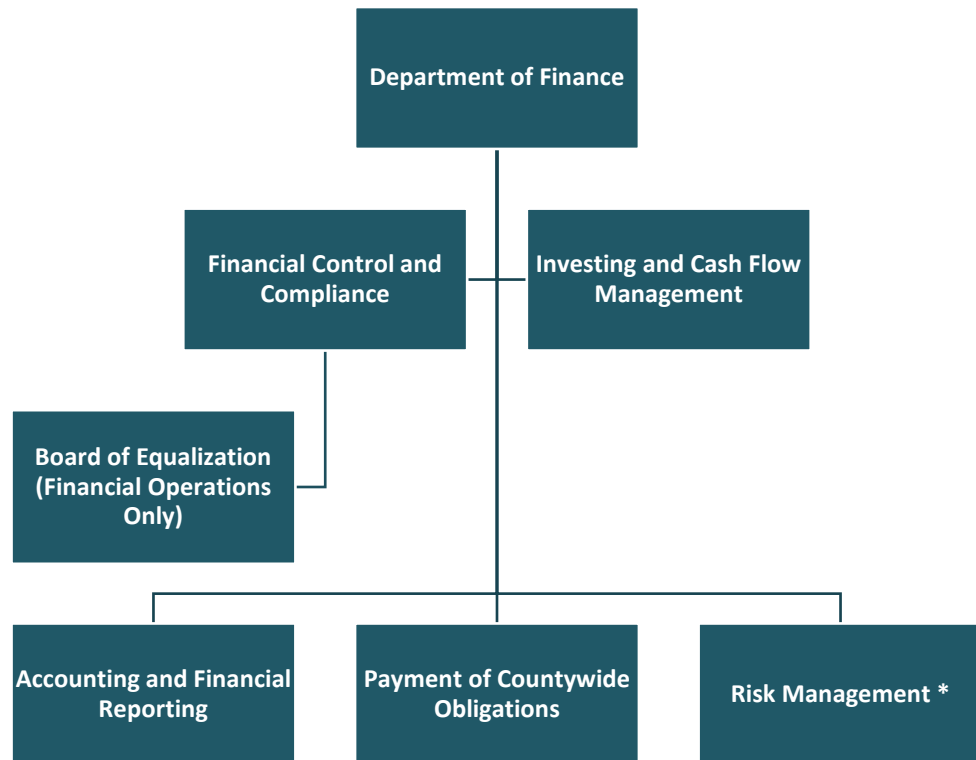 Department of Finance
Financial Control and
Compliance
Investing and Cash Flow
Management
Board of Equalization
(Financial Operations
Only)
Accounting and Financial
Reporting
Payment of Countywide
Obligations
Risk Management *